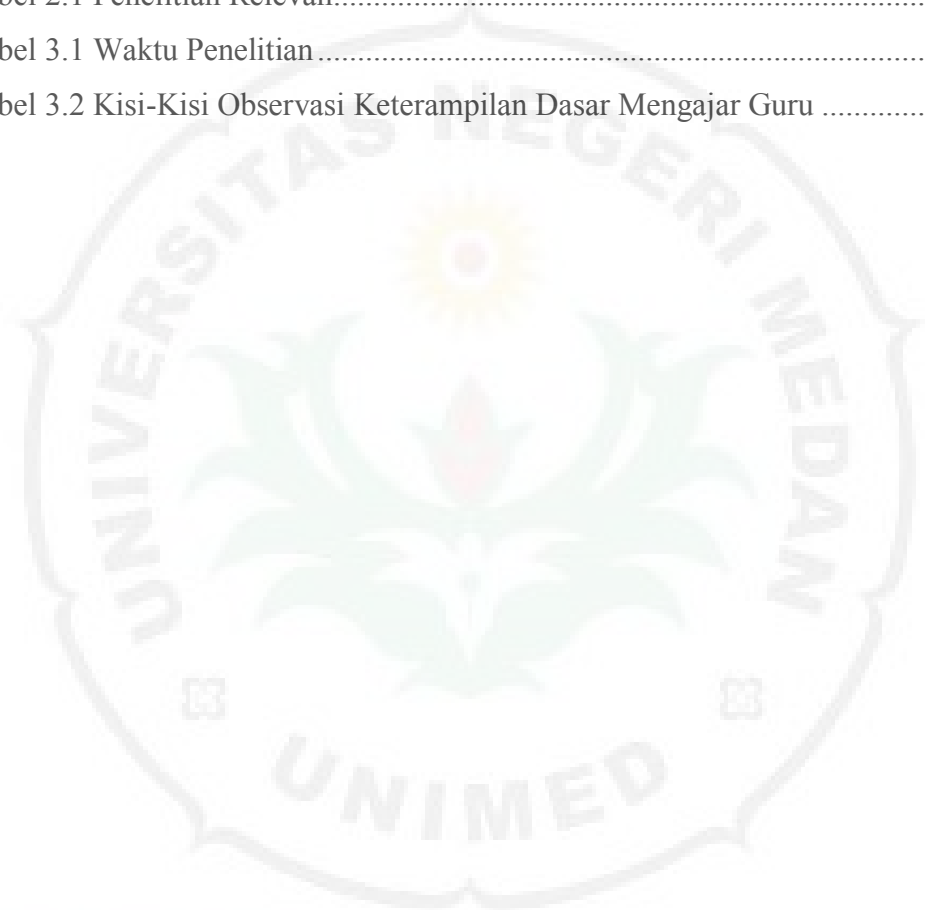 bel 2.1 Penelitian Relevan....................................................................................
bel 3.1 Waktu Penelitian....................................................................................
bel 3.2 Kisi-Kisi Observasi Keterampilan Dasar Mengajar Guru .............
UNIVERSITAS NEGERI MEDAN
UNIMED